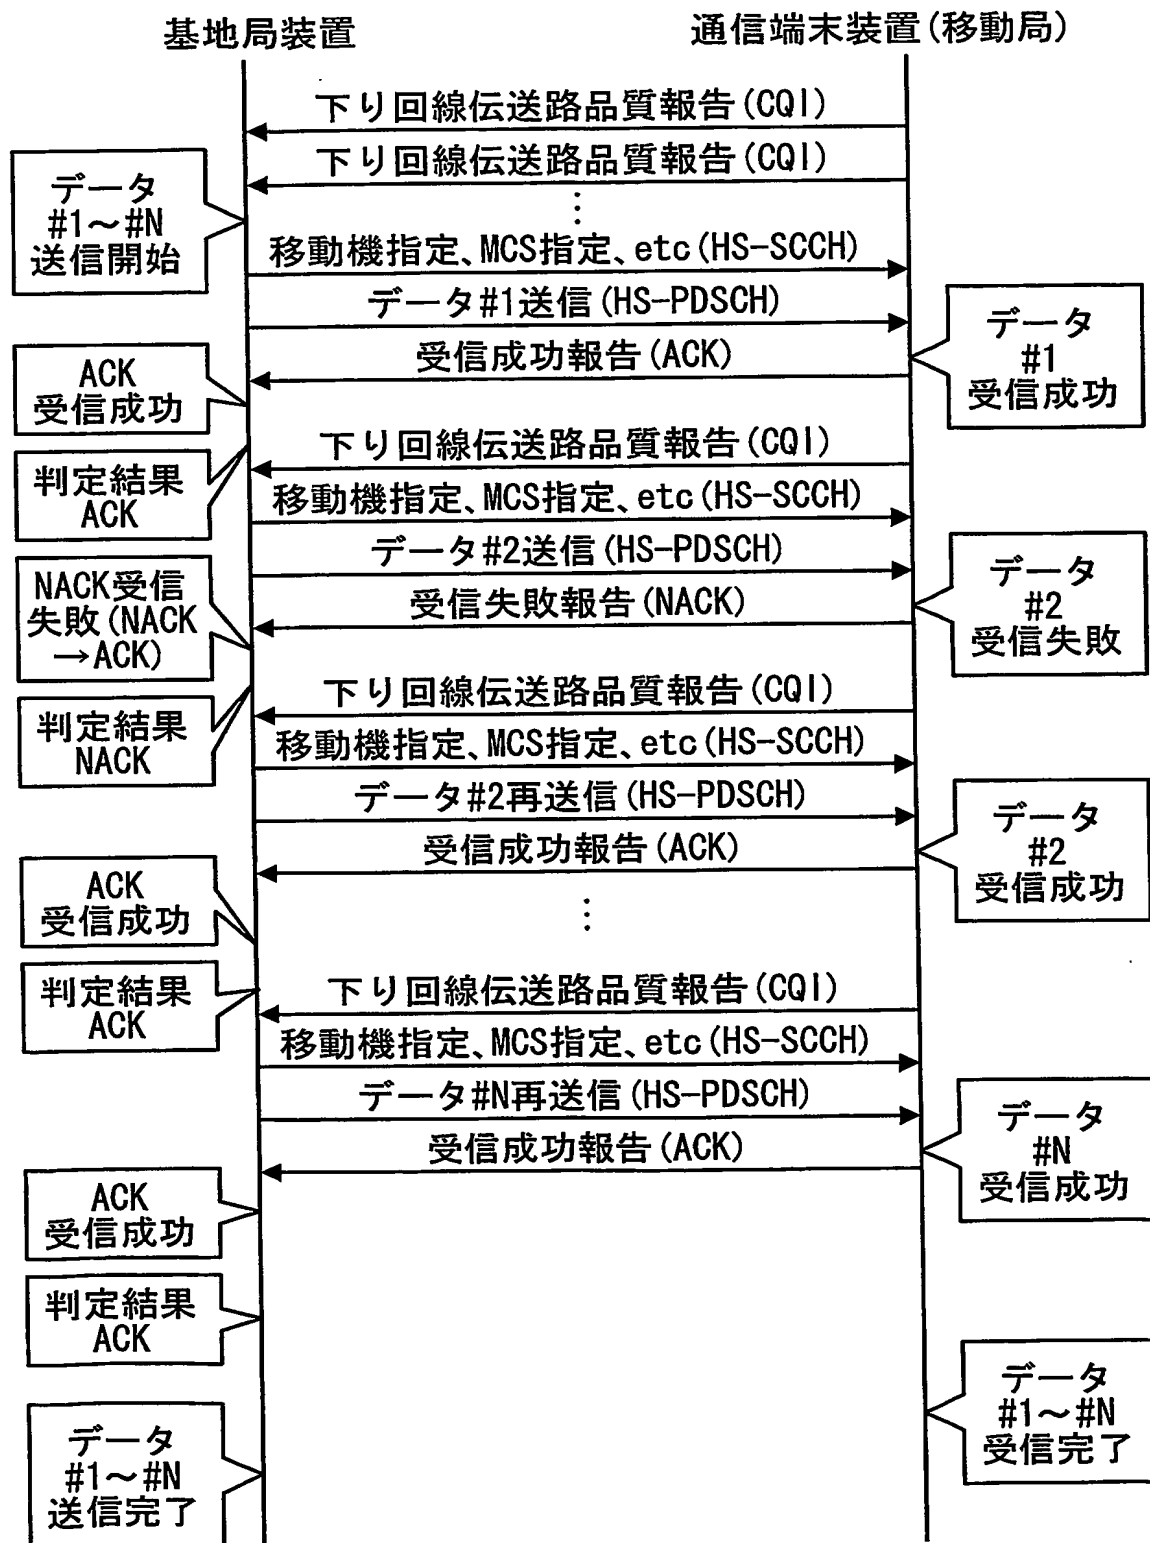 基地局装置
通信端末装置(移動局)
下り回線伝送路品質報告(CQI)
下り回線伝送路品質報告(CQI)
⋮
データ
#1～#N
送信開始
移動機指定、MCS指定、etc(HS-SCCH)
データ#1送信(HS-PDSCH)
データ
#1
受信成功
受信成功報告(ACK)
ACK
受信成功
下り回線伝送路品質報告(CQI)
判定結果
ACK
移動機指定、MCS指定、etc(HS-SCCH)
データ#2送信(HS-PDSCH)
データ
#2
受信失敗
NACK受信
失敗(NACK
→ACK)
受信失敗報告(NACK)
下り回線伝送路品質報告(CQI)
判定結果
NACK
移動機指定、MCS指定、etc(HS-SCCH)
データ#2再送信(HS-PDSCH)
データ
#2
受信成功
受信成功報告(ACK)
ACK
受信成功
⋮
判定結果
ACK
下り回線伝送路品質報告(CQI)
移動機指定、MCS指定、etc(HS-SCCH)
データ#N再送信(HS-PDSCH)
データ
#N
受信成功
受信成功報告(ACK)
ACK
受信成功
判定結果
ACK
データ
#1～#N
受信完了
データ
#1～#N
送信完了